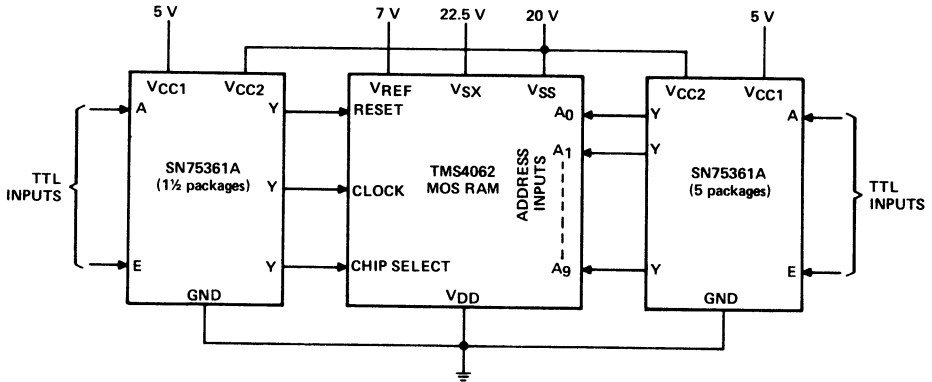 5 V
7 V
22.5 V
20 V
5 V
VCC1
VCC2
A
Y
SN75361A
(1½ packages)
Y
TTL
INPUTS
E
Y
GND
VREF
VSX
VSS
RESET
A0
A1
TMS4062
MOS RAM
ADDRESS
INPUTS
CLOCK
CHIP SELECT
A9
VDD
VCC2
VCC1
Y
A
Y
SN75361A
(5 packages)
TTL
INPUTS
Y
E
GND